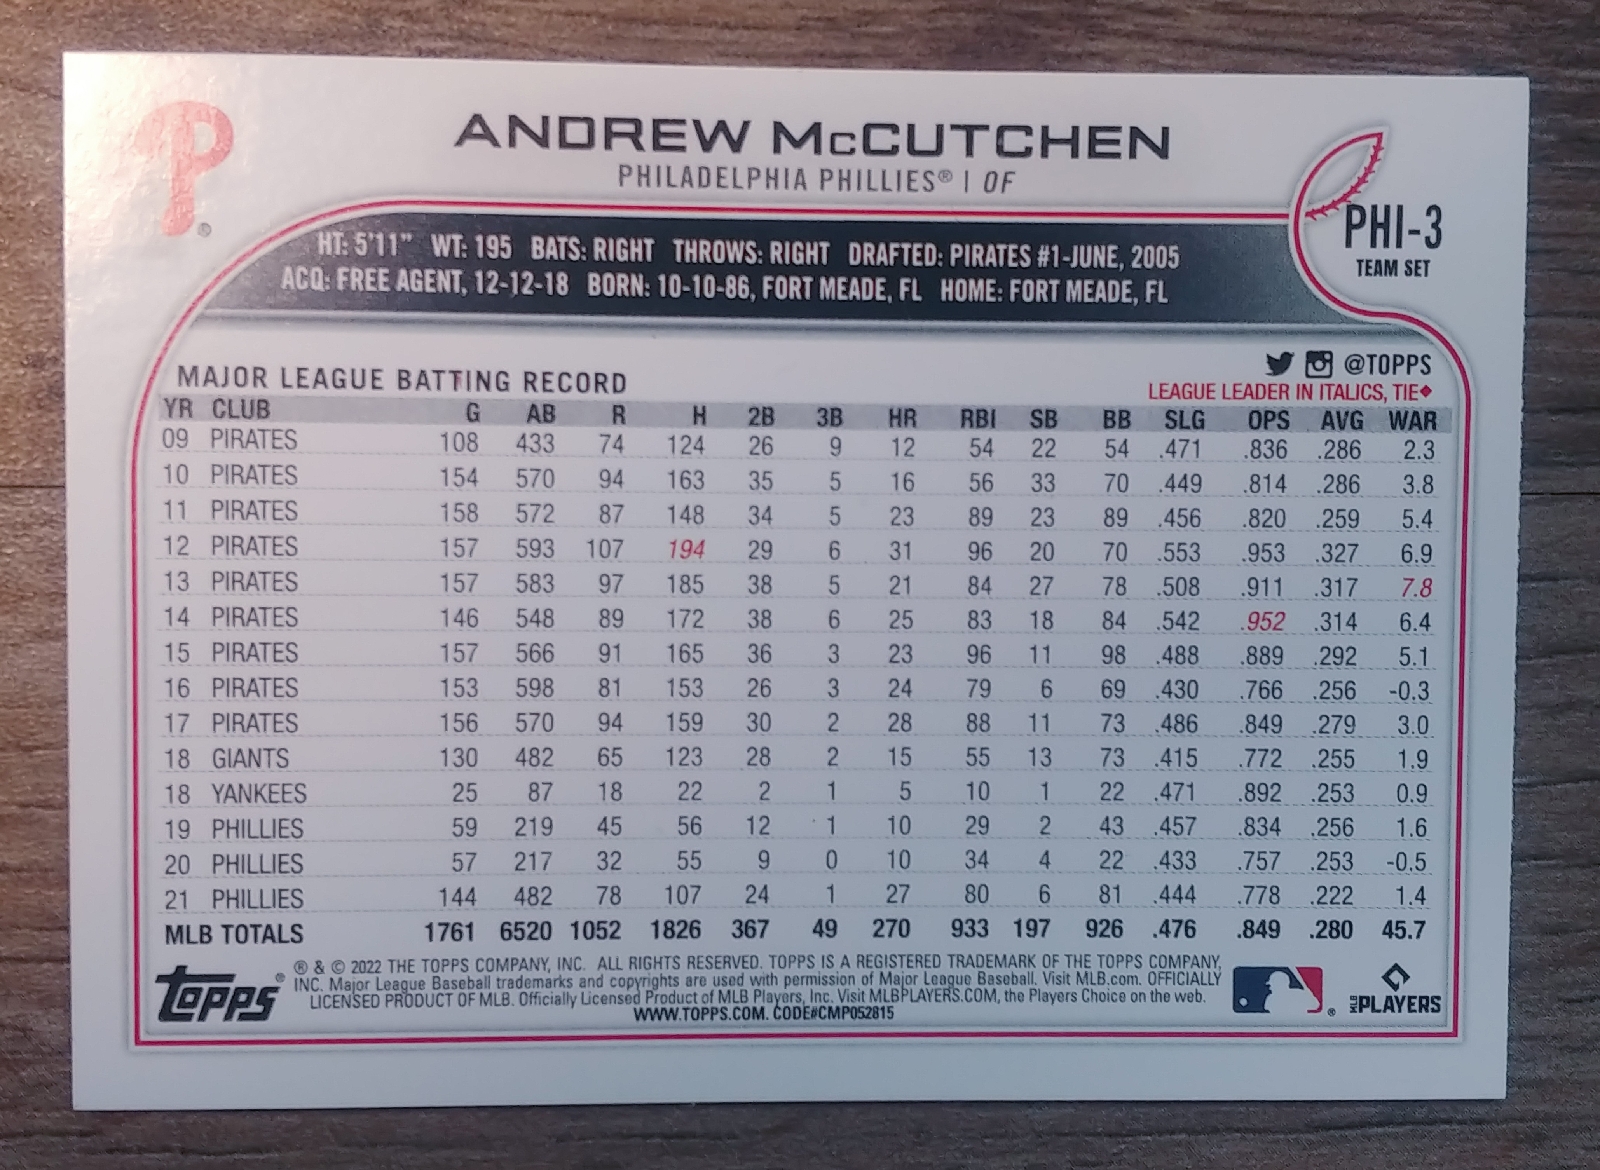 P®
ANDREW McCUTCHEN
PHILADELPHIA PHILLIES® | OF
PHI-3
TEAM SET
HT: 5'11" WT: 195 BATS: RIGHT THROWS: RIGHT DRAFTED: PIRATES #1-JUNE, 2005
ACQ: FREE AGENT, 12-12-18 BORN: 10-10-86, FORT MEADE, FL HOME: FORT MEADE, FL
@TOPPS
MAJOR LEAGUE BATTING RECORD
LEAGUE LEADER IN ITALICS, TIE◆
YR CLUB G AB R H 2B 3B HR RBI SB BB SLG OPS AVG WAR
09 PIRATES 108 433 74 124 26 9 12 54 22 54 .471 .836 .286 2.3
10 PIRATES 154 570 94 163 35 5 16 56 33 70 .449 .814 .286 3.8
11 PIRATES 158 572 87 148 34 5 23 89 23 89 .456 .820 .259 5.4
12 PIRATES 157 593 107 194 29 6 31 96 20 70 .553 .953 .327 6.9
13 PIRATES 157 583 97 185 38 5 21 84 27 78 .508 .911 .317 7.8
14 PIRATES 146 548 89 172 38 6 25 83 18 84 .542 .952 .314 6.4
15 PIRATES 157 566 91 165 36 3 23 96 11 98 .488 .889 .292 5.1
16 PIRATES 153 598 81 153 26 3 24 79 6 69 .430 .766 .256 -0.3
17 PIRATES 156 570 94 159 30 2 28 88 11 73 .486 .849 .279 3.0
18 GIANTS 130 482 65 123 28 2 15 55 13 73 .415 .772 .255 1.9
18 YANKEES 25 87 18 22 2 1 5 10 1 22 .471 .892 .253 0.9
19 PHILLIES 59 219 45 56 12 1 10 29 2 43 .457 .834 .256 1.6
20 PHILLIES 57 217 32 55 9 0 10 34 4 22 .433 .757 .253 -0.5
21 PHILLIES 144 482 78 107 24 1 27 80 6 81 .444 .778 .222 1.4
MLB TOTALS 1761 6520 1052 1826 367 49 270 933 197 926 .476 .849 .280 45.7
TOPPS®
® & © 2022 THE TOPPS COMPANY, INC. ALL RIGHTS RESERVED. TOPPS IS A REGISTERED TRADEMARK OF THE TOPPS COMPANY,
INC. Major League Baseball trademarks and copyrights are used with permission of Major League Baseball. Visit MLB.com. OFFICIALLY
LICENSED PRODUCT OF MLB. Officially Licensed Product of MLB Players, Inc. Visit MLBPLAYERS.COM, the Players Choice on the web.
WWW.TOPPS.COM. CODE#CMP052815
®
MLB PLAYERS